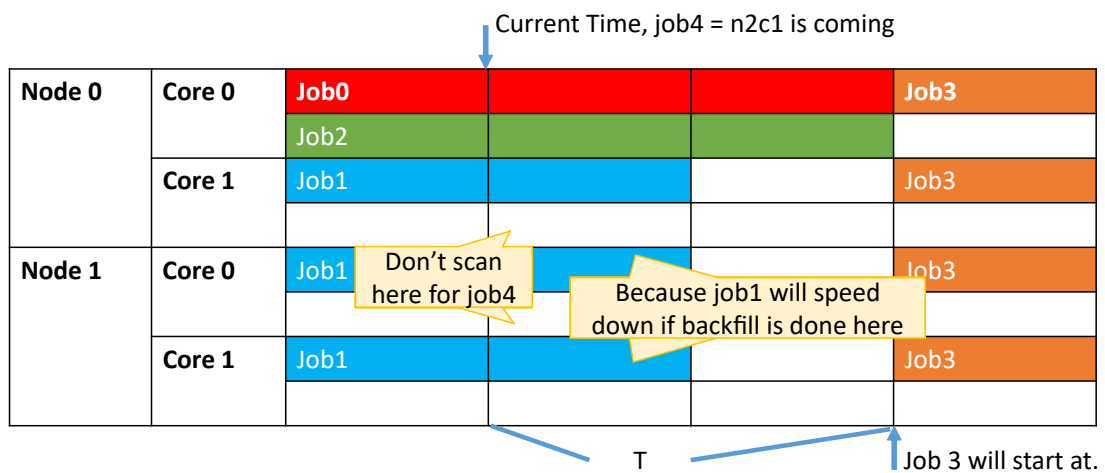 Current Time, job4 = n2c1 is coming
Node 0 Core 0 Job0 Job3
Job2
Core 1 Job1 Job3
Node 1 Core 0 Job1 Job3
Don't scan
here for job4
Because job1 will speed
down if backfill is done here
Core 1 Job1 Job3
T
Job 3 will start at.